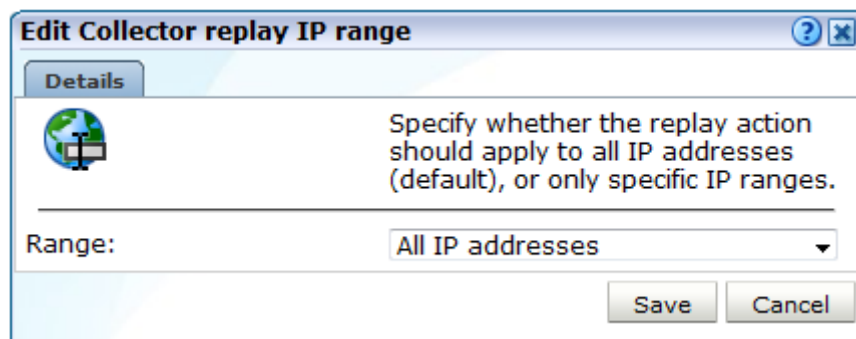 Edit Collector replay IP range
Details
Specify whether the replay action
should apply to all IP addresses
(default), or only specific IP ranges.
Range:
All IP addresses
Save
Cancel